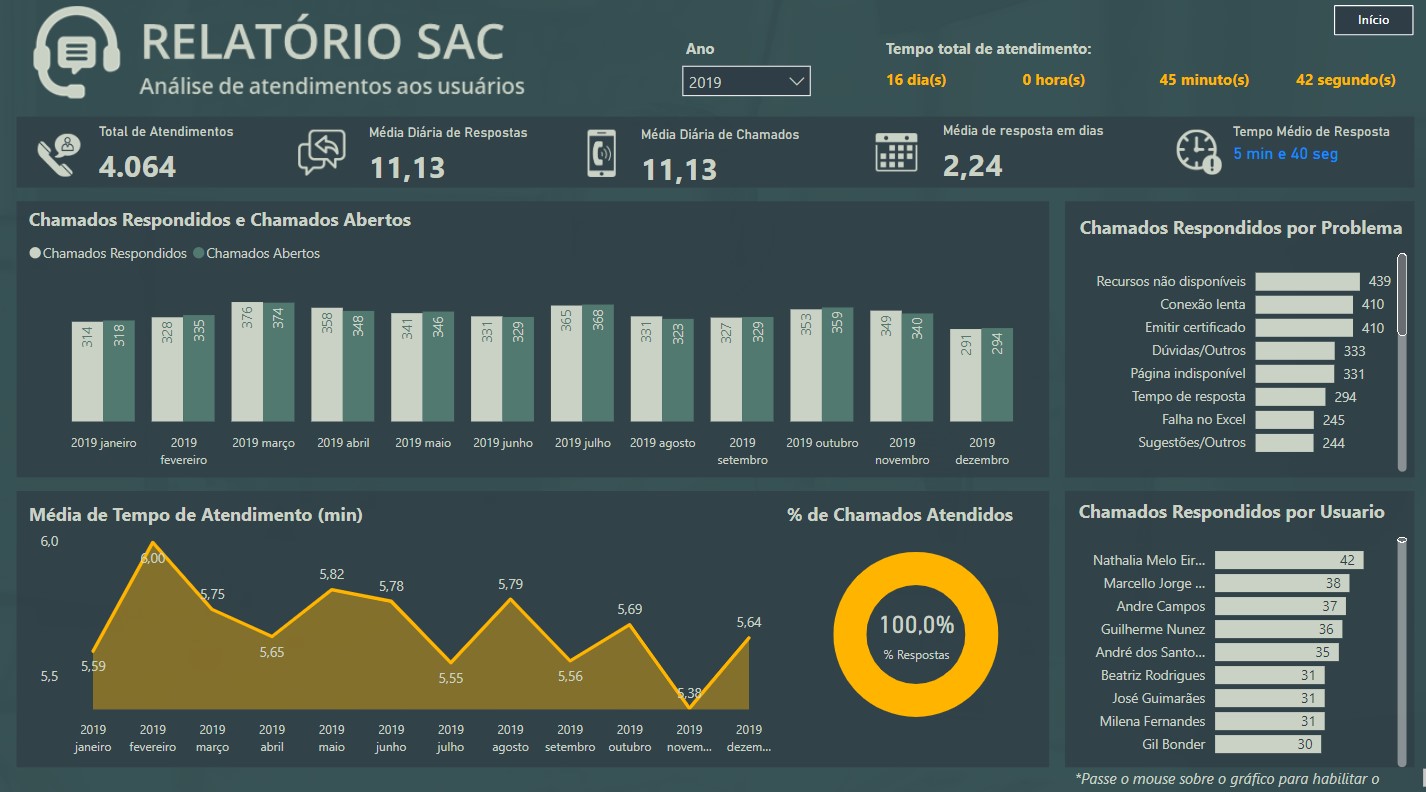 RELATÓRIO SAC
Análise de atendimentos aos usuários
Ano
2019
Tempo total de atendimento:
16 dia(s) 0 hora(s) 45 minuto(s) 42 segundo(s)
Início
Total de Atendimentos
4.064
Média Diária de Respostas
11,13
Média Diária de Chamados
11,13
Média de resposta em dias
2,24
Tempo Médio de Resposta
5 min e 40 seg
Chamados Respondidos e Chamados Abertos
Chamados Respondidos Chamados Abertos
314 318 328 335 376 374 358 348 341 346 331 329 365 368 331 323 327 329 353 359 349 340 291 294
2019 janeiro 2019 fevereiro 2019 março 2019 abril 2019 maio 2019 junho 2019 julho 2019 agosto 2019 setembro 2019 outubro 2019 novembro 2019 dezembro
Chamados Respondidos por Problema
Recursos não disponíveis 439
Conexão lenta 410
Emitir certificado 410
Dúvidas/Outros 333
Página indisponível 331
Tempo de resposta 294
Falha no Excel 245
Sugestões/Outros 244
Média de Tempo de Atendimento (min)
6,0
5,5
5,59 6,00 5,75 5,65 5,82 5,78 5,55 5,79 5,56 5,69 5,38 5,64
2019 janeiro 2019 fevereiro 2019 março 2019 abril 2019 maio 2019 junho 2019 julho 2019 agosto 2019 setembro 2019 outubro 2019 novem... 2019 dezem...
% de Chamados Atendidos
100,0%
% Respostas
Chamados Respondidos por Usuario
Nathalia Melo Eir... 42
Marcello Jorge ... 38
Andre Campos 37
Guilherme Nunez 36
André dos Santo... 35
Beatriz Rodrigues 31
José Guimarães 31
Milena Fernandes 31
Gil Bonder 30
*Passe o mouse sobre o gráfico para habilitar o